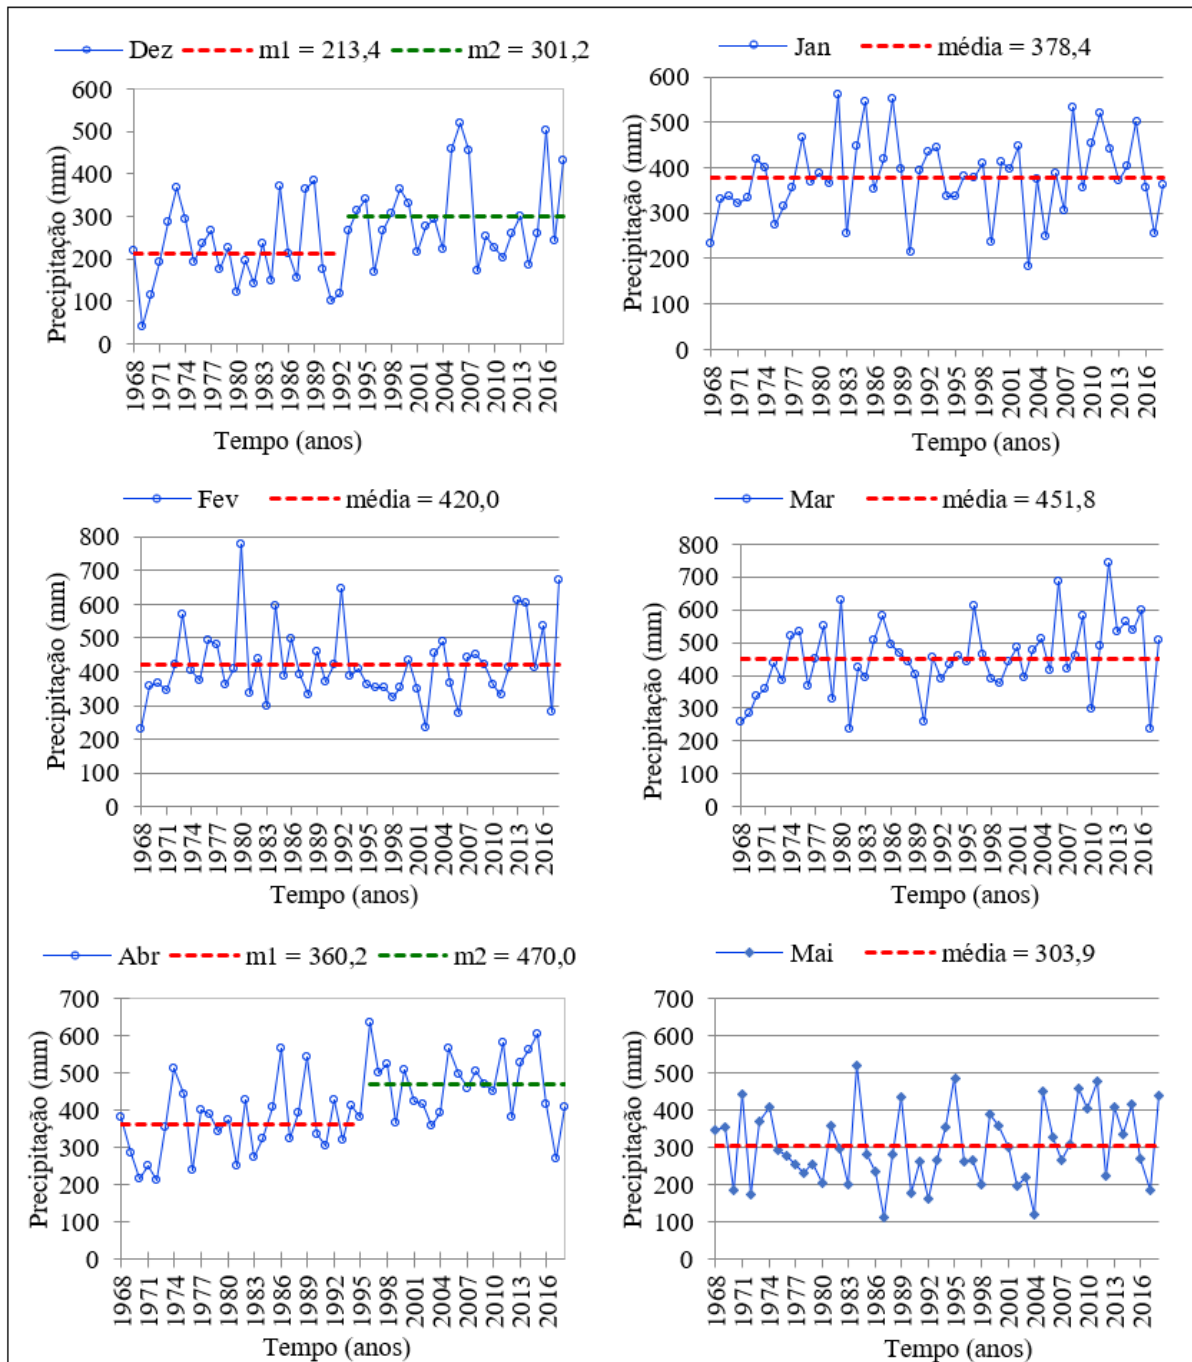 Dez m1 = 213,4 m2 = 301,2
Precipitação (mm)
600
500
400
300
200
100
0
1968 1971 1974 1977 1980 1983 1986 1989 1992 1995 1998 2001 2004 2007 2010 2013 2016
Tempo (anos)
Jan média = 378,4
Precipitação (mm)
600
500
400
300
200
100
0
1968 1971 1974 1977 1980 1983 1986 1989 1992 1995 1998 2001 2004 2007 2010 2013 2016
Tempo (anos)
Fev média = 420,0
Precipitação (mm)
800
700
600
500
400
300
200
100
0
1968 1971 1974 1977 1980 1983 1986 1989 1992 1995 1998 2001 2004 2007 2010 2013 2016
Tempo (anos)
Mar média = 451,8
Precipitação (mm)
800
700
600
500
400
300
200
100
0
1968 1971 1974 1977 1980 1983 1986 1989 1992 1995 1998 2001 2004 2007 2010 2013 2016
Tempo (anos)
Abr m1 = 360,2 m2 = 470,0
Precipitação (mm)
700
600
500
400
300
200
100
0
1968 1971 1974 1977 1980 1983 1986 1989 1992 1995 1998 2001 2004 2007 2010 2013 2016
Tempo (anos)
Mai média = 303,9
Precipitação (mm)
700
600
500
400
300
200
100
0
1968 1971 1974 1977 1980 1983 1986 1989 1992 1995 1998 2001 2004 2007 2010 2013 2016
Tempo (anos)